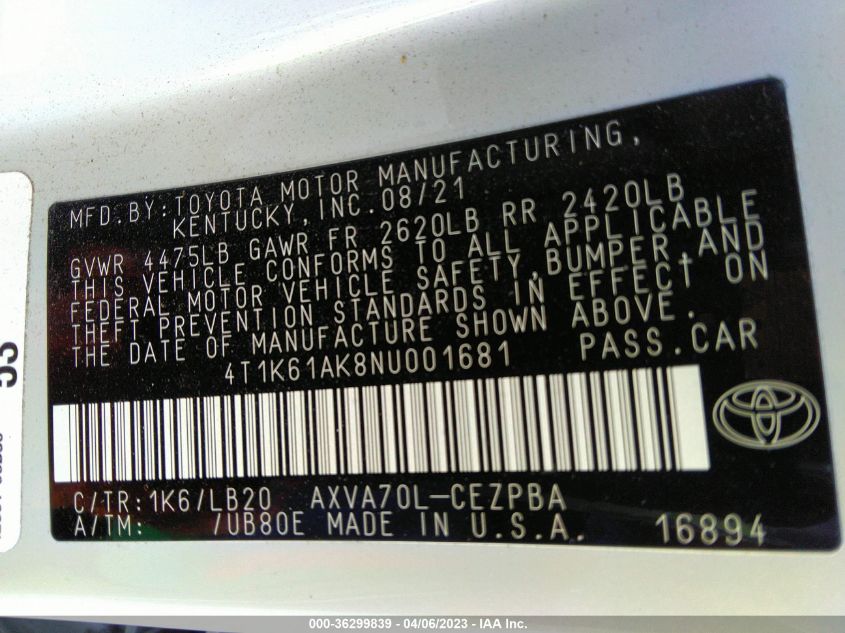 MFD.BY:TOYOTA MOTOR MANUFACTURING,
KENTUCKY,INC.08/21
GVWR 4475LB GAWR FR 2620LB RR 2420LB
THIS VEHICLE CONFORMS TO ALL APPLICABLE
FEDERAL MOTOR VEHICLE SAFETY,BUMPER,AND
THEFT PREVENTION STANDARDS IN EFFECT ON
THE DATE OF MANUFACTURE SHOWN ABOVE.
4T1K61AK8NU001681 PASS.CAR
C/TR:1K6/LB20 AXVA70L-CEZPBA
A/TM: /UB80E MADE IN U.S.A. 16894
53
000-36299839 - 04/06/2023 - IAA Inc.